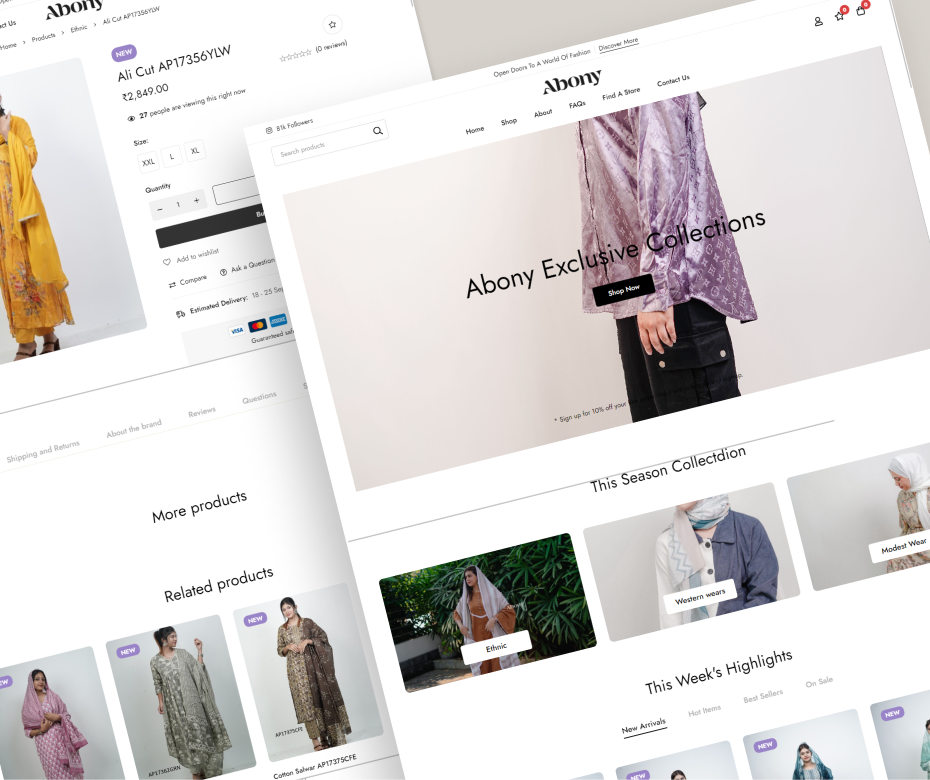 ct Us
Abony
Home > Products > Ethnic > Ali Cut AP17356YLW
NEW
Ali Cut AP17356YLW
(0 reviews)
₹2,849.00
27 people are viewing this right now
Size:
XXL
L
XL
Quantity
− 1 +
Bu
Add to wishlist
Compare
Ask a Question
Estimated Delivery: 18 - 25 Sep
VISA
Guaranteed saf
Shipping and Returns
About the brand
Reviews
Questions
S
More products
Related products
NEW
NEW
NEW
AP17375CFE
Cotton Salwar AP17375CFE
Open Doors To A World Of Fashion Discover More
0
0
81k Followers
Abony
Search products
Home
Shop
About
FAQs
Find A Store
Contact Us
Abony Exclusive Collections
Shop Now
* Sign up for 10% off your
This Season Collectdion
Ethnic
Western wears
Modest Wear
This Week's Highlights
New Arrivals
Hot Items
Best Sellers
On Sale
NEW
NEW
NEW